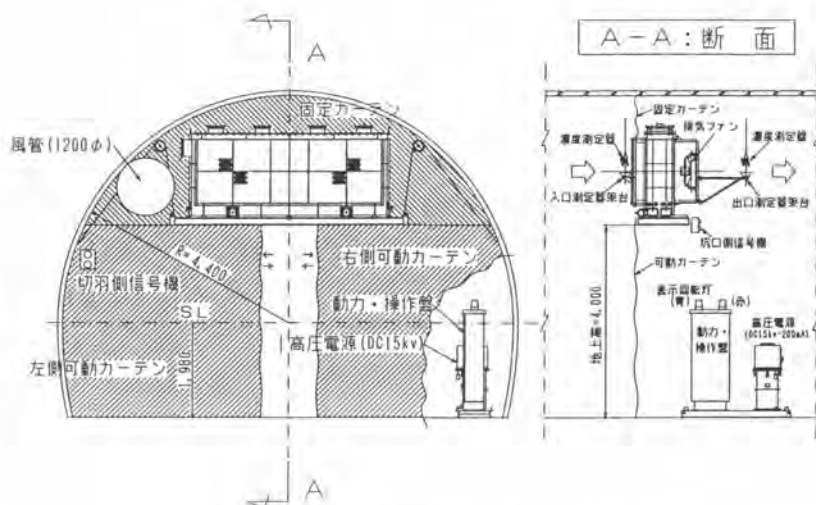 A
A-A:断 面
固定カーテン
風管(1200φ)
R=4,400
右側可動カーテン
切羽側信号機
動力・操作盤
SL
高圧電源(DC15kv)
左側可動カーテン
1,980
A
固定カーテン
排気ファン
濃度測定器
濃度測定器
入口測定器架台
出口測定器架台
坑口側信号機
可動カーテン
地上高=4,000
表示回転灯
(青)
(赤)
動力・
操作盤
高圧電源
(DC15kv-200mA)